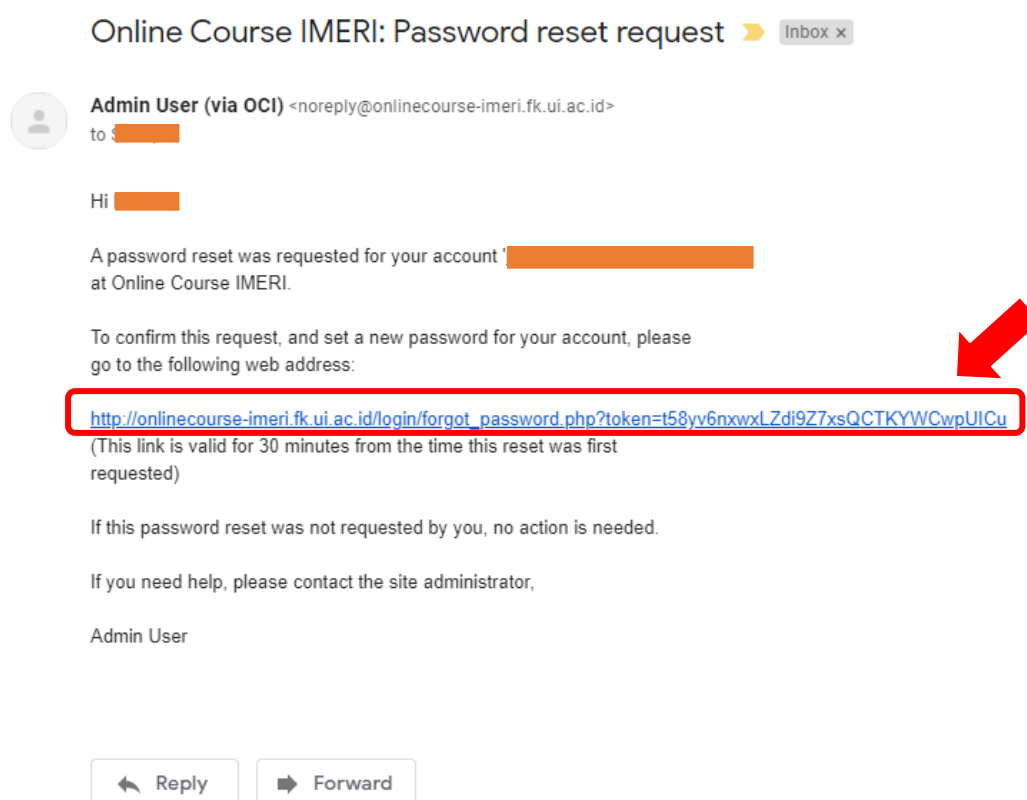 Online Course IMERI: Password reset request Inbox x
Admin User (via OCI) <noreply@onlinecourse-imeri.fk.ui.ac.id>
to
Hi
A password reset was requested for your account '
at Online Course IMERI.
To confirm this request, and set a new password for your account, please
go to the following web address:
http://onlinecourse-imeri.fk.ui.ac.id/login/forgot_password.php?token=t58yv6nxwxLZdi9Z7xsQCTKYWCwpUICu
(This link is valid for 30 minutes from the time this reset was first
requested)
If this password reset was not requested by you, no action is needed.
If you need help, please contact the site administrator,
Admin User
Reply Forward